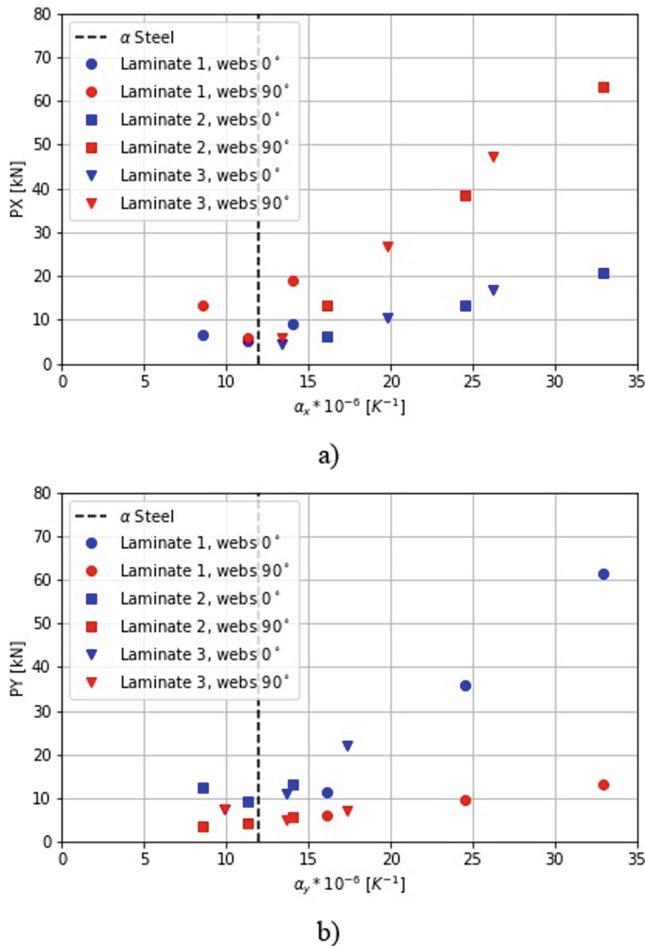 80
70
60
50
40
30
20
10
0
PX [kN]
α Steel
Laminate 1, webs 0°
Laminate 1, webs 90°
Laminate 2, webs 0°
Laminate 2, webs 90°
Laminate 3, webs 0°
Laminate 3, webs 90°
0 5 10 15 20 25 30 35
αₓ * 10⁻⁶ [K⁻¹]
a)
80
70
60
50
40
30
20
10
0
PY [kN]
α Steel
Laminate 1, webs 0°
Laminate 1, webs 90°
Laminate 2, webs 0°
Laminate 2, webs 90°
Laminate 3, webs 0°
Laminate 3, webs 90°
0 5 10 15 20 25 30 35
α_y * 10⁻⁶ [K⁻¹]
b)